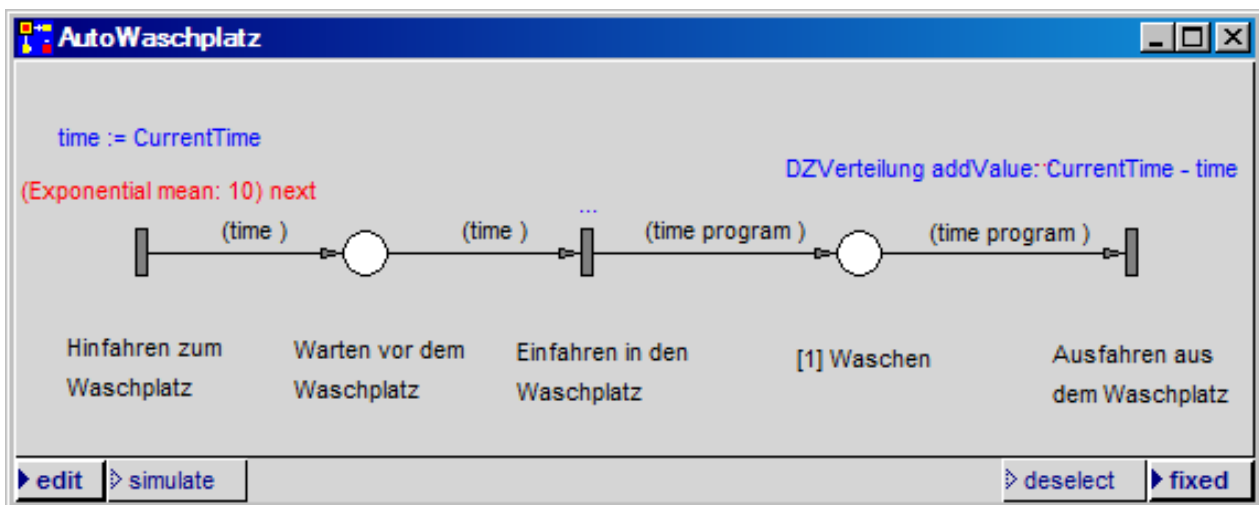 AutoWaschplatz
time := CurrentTime
DZVerteilung addValue: CurrentTime - time
(Exponential mean: 10) next
...
(time )
(time )
(time program )
(time program )
Hinfahren zum
Waschplatz
Warten vor dem
Waschplatz
Einfahren in den
Waschplatz
[1] Waschen
Ausfahren aus
dem Waschplatz
edit
simulate
deselect
fixed